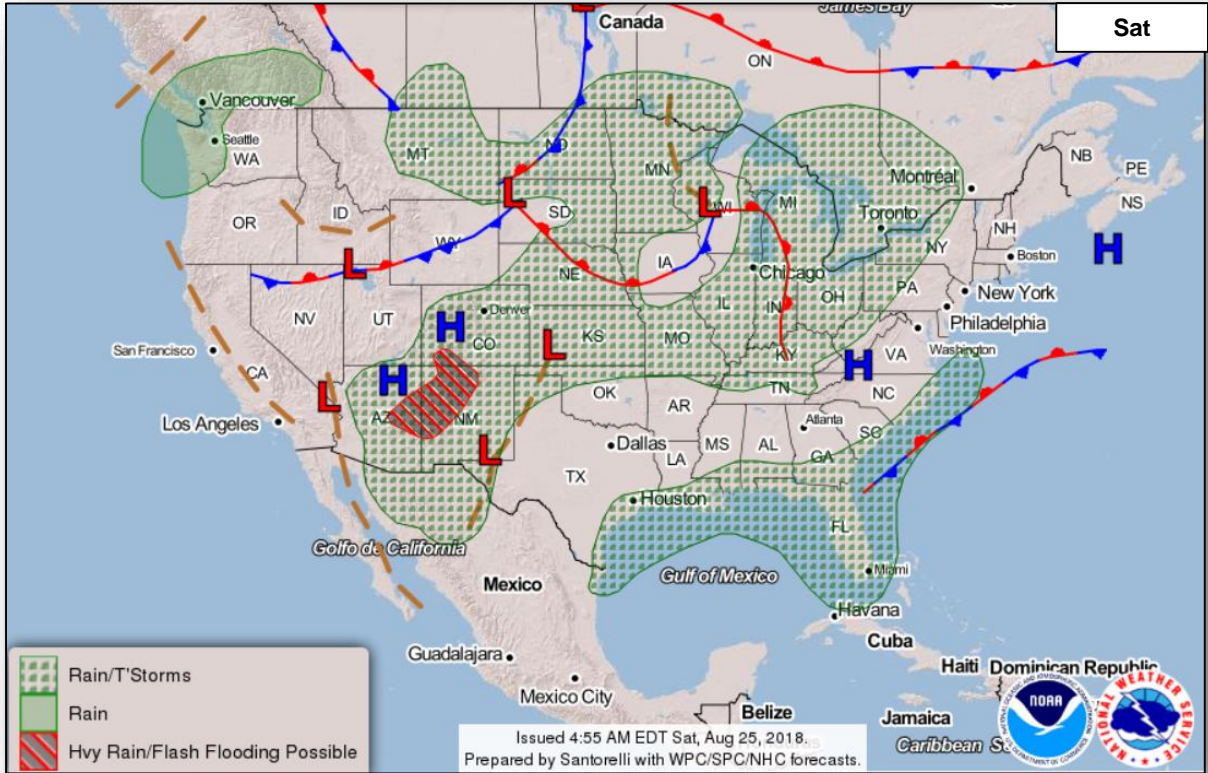 James Bay
Canada
Sat
L
ON
Vancouver
Seattle
WA
MT
ND
MN
NB
PE
Montréal
NS
OR
ID
L
SD
L
WI
MI
Toronto
NH
Boston
H
WY
NY
L
NE
IA
Chicago
New York
PA
NV
UT
Denver
IL
IN
OH
Philadelphia
H
CO
L
KS
MO
KY
VA
Washington
San Francisco
CA
H
H
L
AZ
NM
OK
TN
NC
AR
Atlanta
SC
Los Angeles
L
Dallas
MS
AL
GA
LA
TX
Houston
FL
Golfo de California
Gulf of Mexico
Miami
Mexico
Havana
Cuba
Guadalajara
Haiti
Dominican Republic
Mexico City
Belize
Jamaica
Caribbean
Rain/T'Storms
Rain
Hvy Rain/Flash Flooding Possible
Issued 4:55 AM EDT Sat, Aug 25, 2018.
Prepared by Santorelli with WPC/SPC/NHC forecasts.
NOAA
NATIONAL WEATHER SERVICE